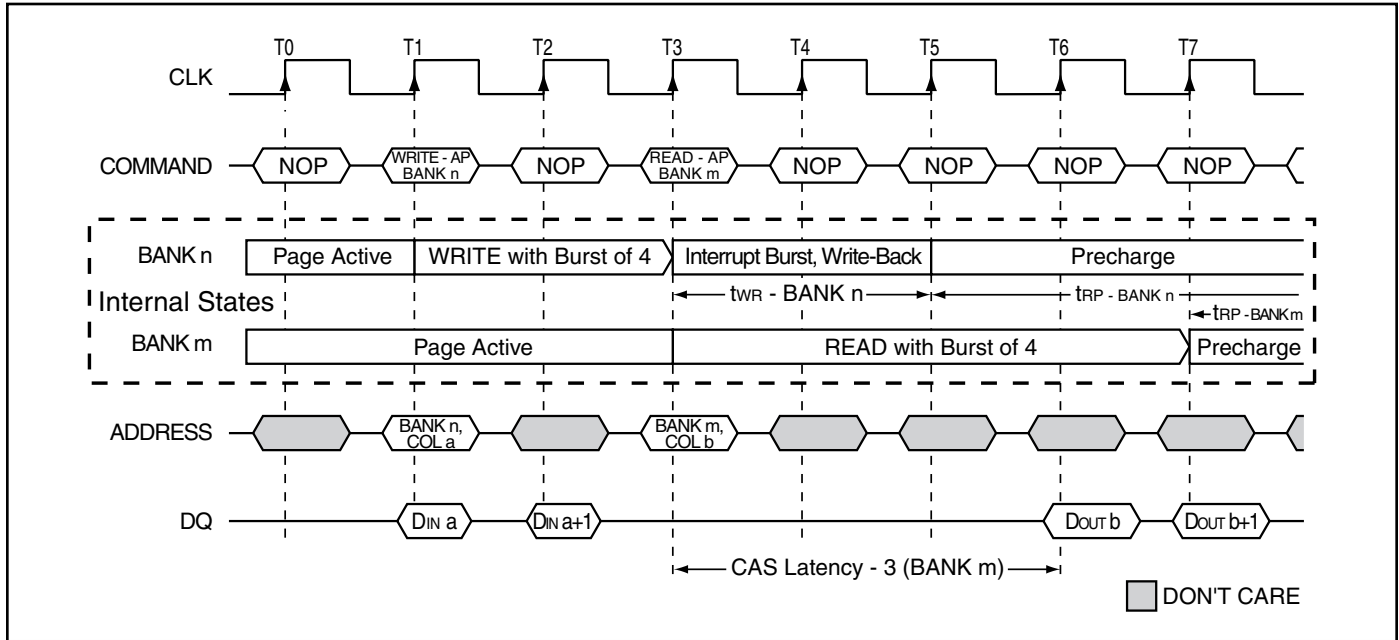 T0 T1 T2 T3 T4 T5 T6 T7
CLK
COMMAND NOP WRITE - AP NOP READ - AP NOP NOP NOP NOP
BANK n BANK m
BANK n Page Active WRITE with Burst of 4 Interrupt Burst, Write-Back Precharge
Internal States tWR - BANK n tRP - BANK n
tRP - BANK m
BANK m Page Active READ with Burst of 4 Precharge
ADDRESS BANK n, BANK m,
COL a COL b
DQ DIN a DIN a+1 DOUT b DOUT b+1
CAS Latency - 3 (BANK m)
DON'T CARE